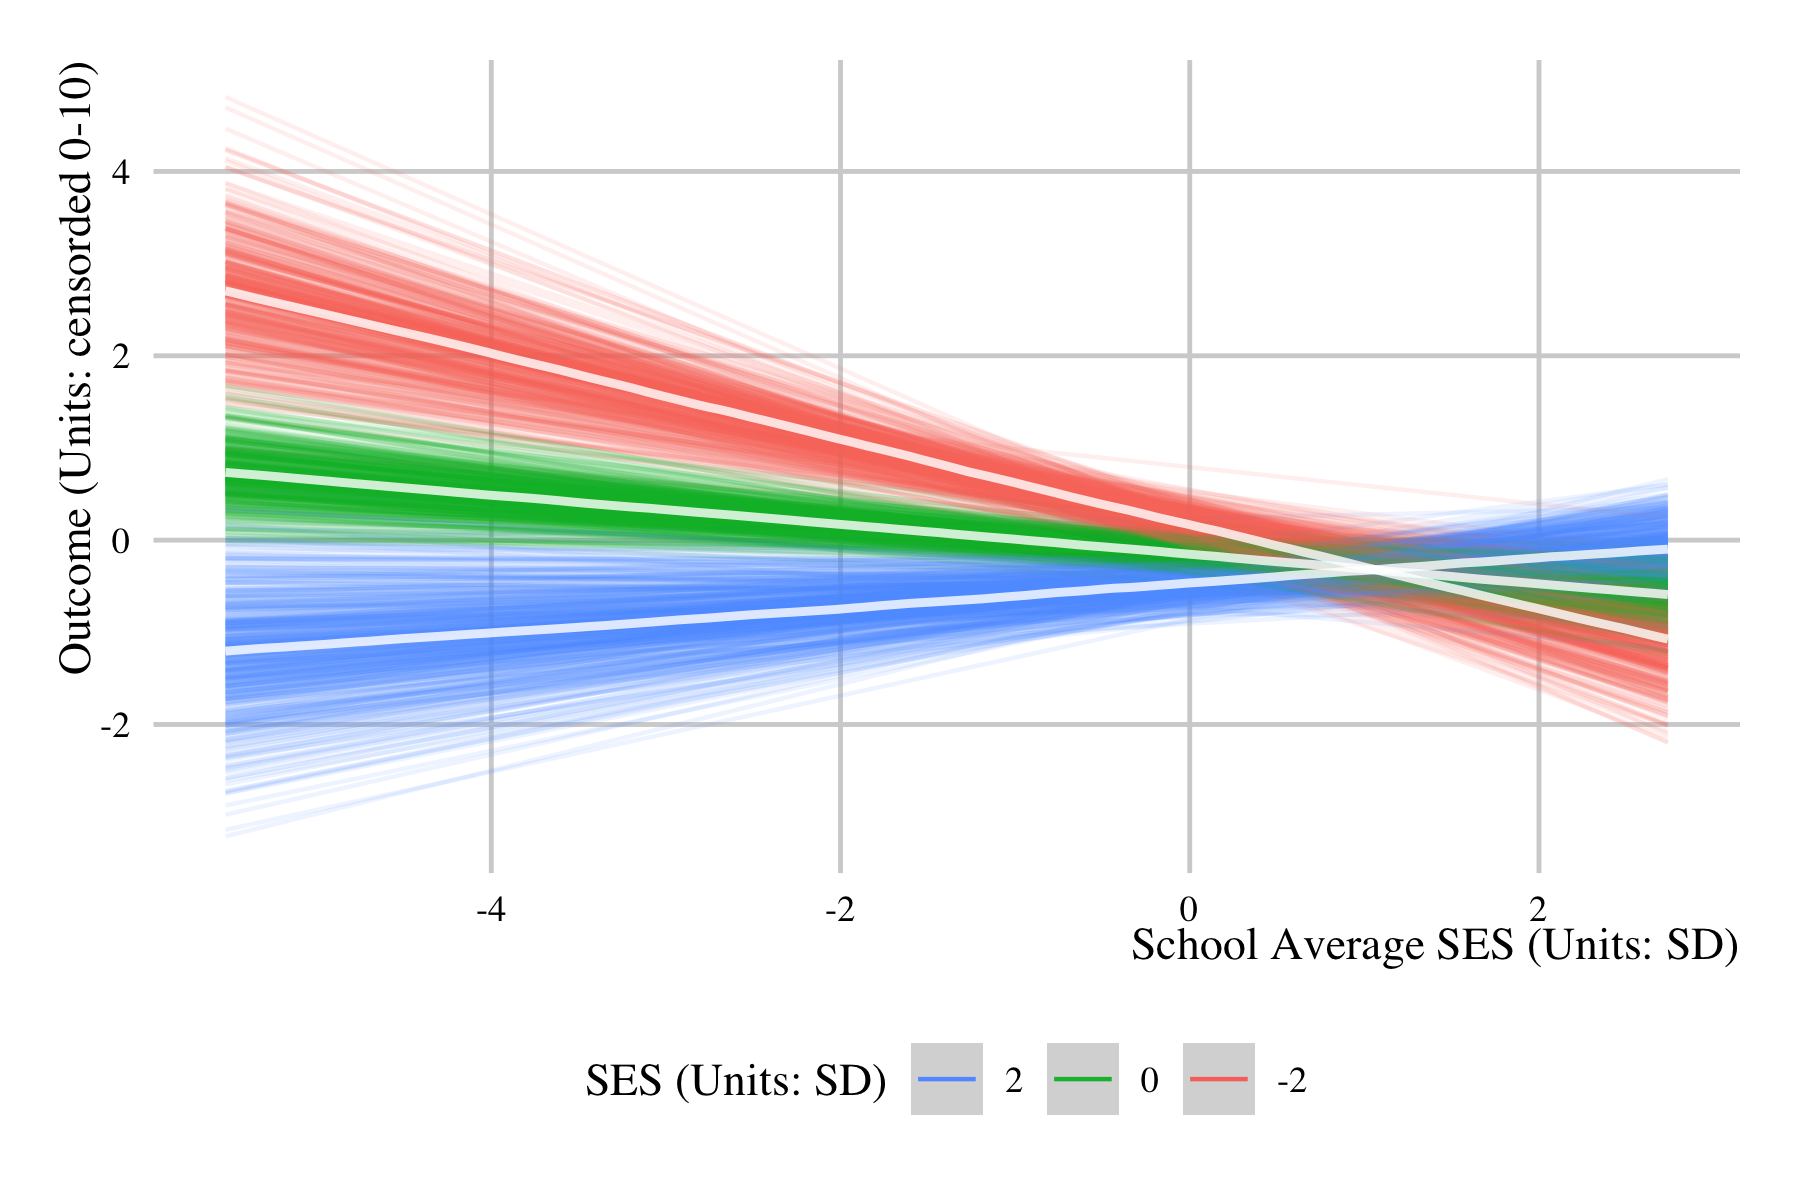 Outcome (Units: censorded 0-10)
4
2
0
-2
-4 -2 0 2
School Average SES (Units: SD)
SES (Units: SD) 2 0 -2